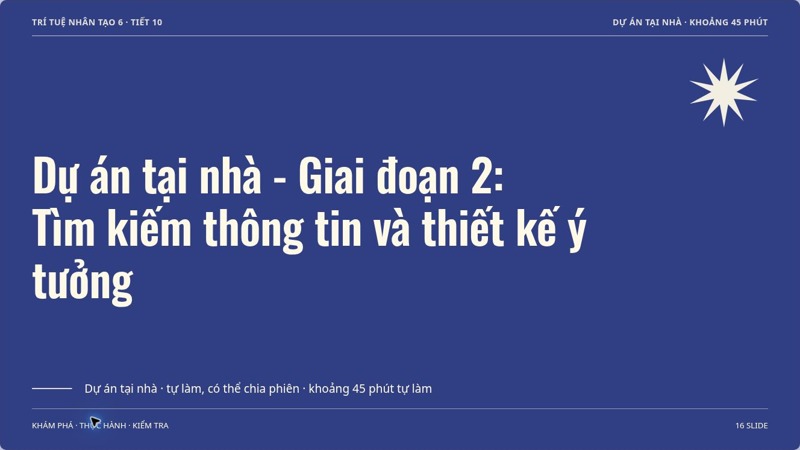 TRÍ TUỆ NHÂN TẠO 6 · TIẾT 10
DỰ ÁN TẠI NHÀ · KHOẢNG 45 PHÚT
Dự án tại nhà - Giai đoạn 2:
Tìm kiếm thông tin và thiết kế ý
tưởng
Dự án tại nhà · tự làm, có thể chia phiên · khoảng 45 phút tự làm
KHÁM PHÁ · THỰC HÀNH · KIỂM TRA
16 SLIDE